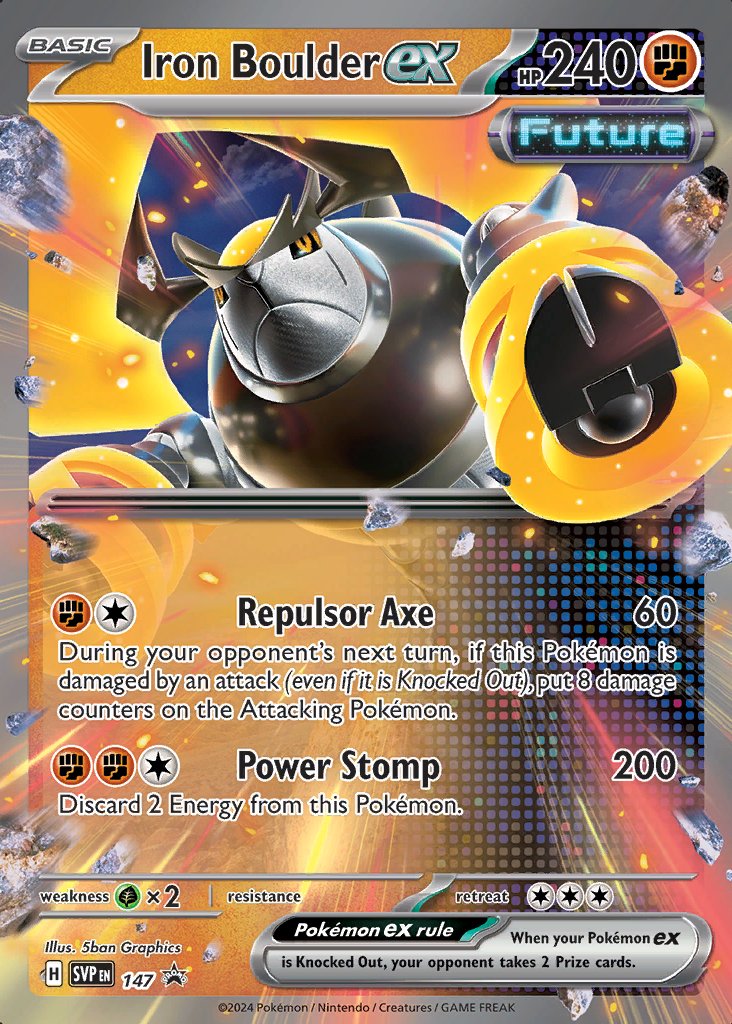 BASIC
Iron Boulder ex
HP 240
Future
Repulsor Axe 60
During your opponent's next turn, if this Pokémon is
damaged by an attack (even if it is Knocked Out), put 8 damage
counters on the Attacking Pokémon.
Power Stomp 200
Discard 2 Energy from this Pokémon.
weakness ×2 resistance retreat
Pokémon ex rule
When your Pokémon ex
is Knocked Out, your opponent takes 2 Prize cards.
Illus. 5ban Graphics
H SVP EN 147 PROMO
©2024 Pokémon / Nintendo / Creatures / GAME FREAK